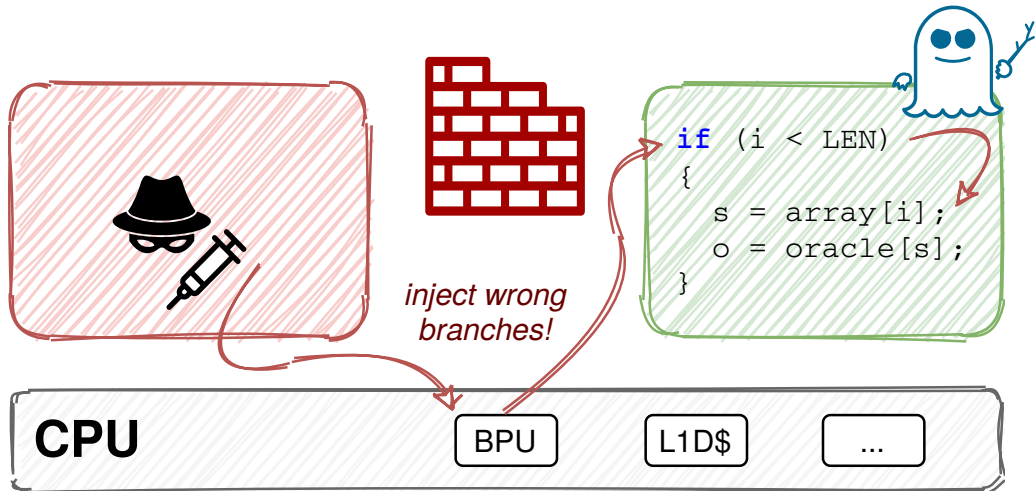 if (i < LEN)
{
s = array[i];
o = oracle[s];
}
inject wrong
branches!
CPU
BPU
L1D$
...